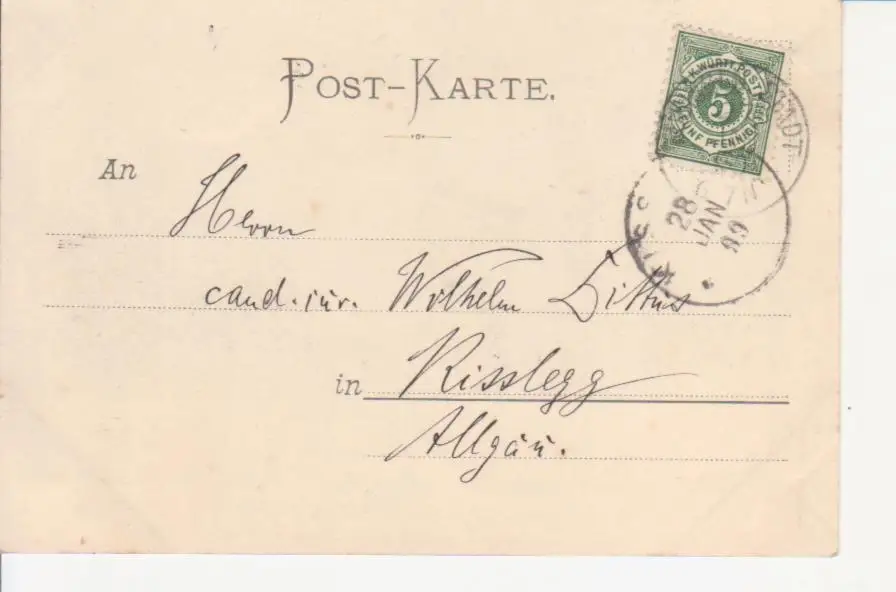 POST-KARTE.
K. WÜRTT. POST
5
FÜNF PFENNIG
28
JAN
99
An
Herrn
cand. iur. Wilhelm
in Kisslegg
Allgäu.